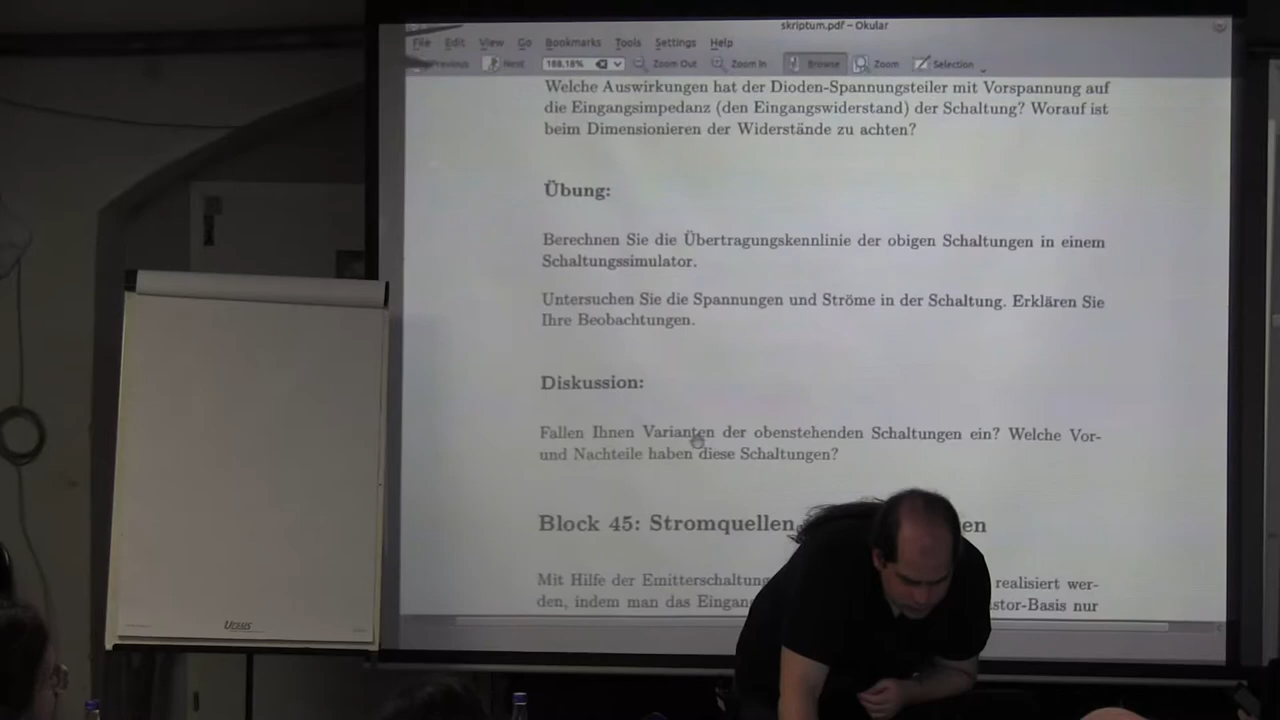 skriptum.pdf – Okular
File Edit View Go Bookmarks Tools Settings Help
Previous Next 188,18% Zoom Out Zoom In Browse Zoom Selection
Welche Auswirkungen hat der Dioden-Spannungsteiler mit Vorspannung auf
die Eingangsimpedanz (den Eingangswiderstand) der Schaltung? Worauf ist
beim Dimensionieren der Widerstände zu achten?
Übung:
Berechnen Sie die Übertragungskennlinie der obigen Schaltungen in einem
Schaltungssimulator.
Untersuchen Sie die Spannungen und Ströme in der Schaltung. Erklären Sie
Ihre Beobachtungen.
Diskussion:
Fallen Ihnen Varianten der obenstehenden Schaltungen ein? Welche Vor-
und Nachteile haben diese Schaltungen?
Block 45: Stromquellen, en
Mit Hilfe der Emitterschaltung realisiert wer-
den, indem man das Eingang stor-Basis nur